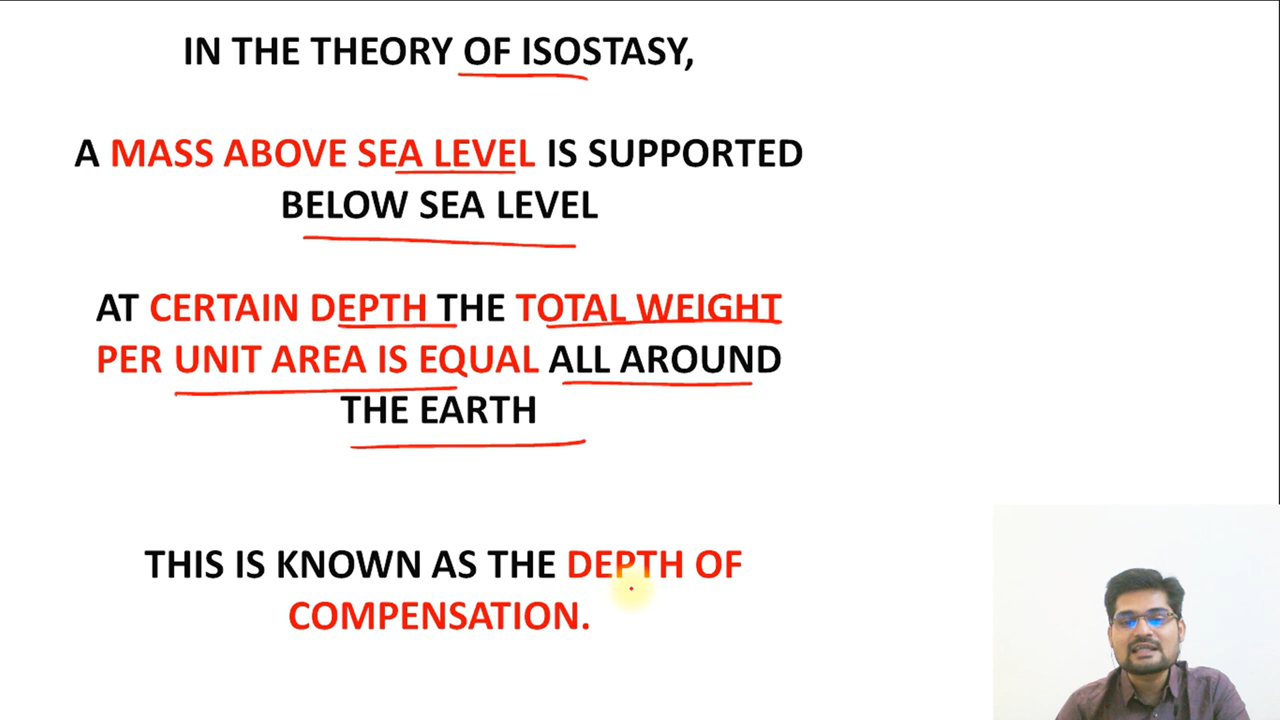 IN THE THEORY OF ISOSTASY,
A MASS ABOVE SEA LEVEL IS SUPPORTED
BELOW SEA LEVEL
AT CERTAIN DEPTH THE TOTAL WEIGHT
PER UNIT AREA IS EQUAL ALL AROUND
THE EARTH
THIS IS KNOWN AS THE DEPTH OF
COMPENSATION.